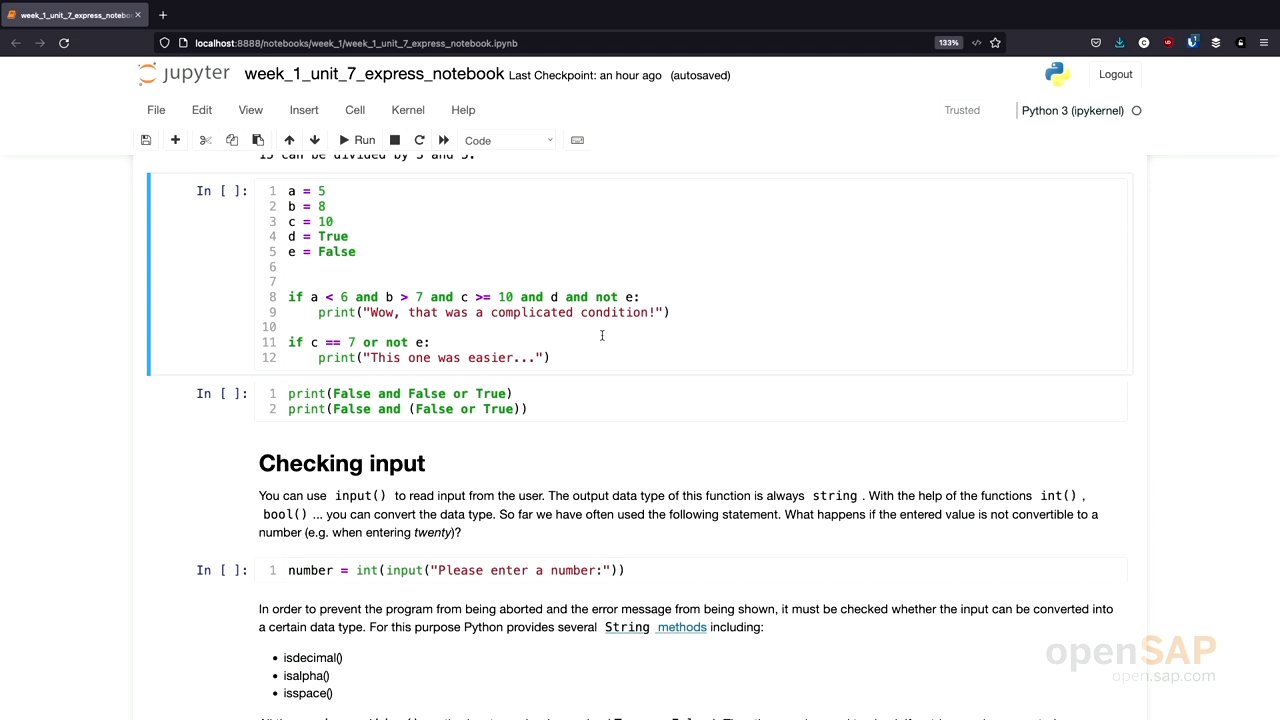 week_1_unit_7_express_notebo
localhost:8888/notebooks/week_1/week_1_unit_7_express_notebook.ipynb
133%
jupyter week_1_unit_7_express_notebook Last Checkpoint: an hour ago (autosaved)
Logout
File Edit View Insert Cell Kernel Help
Trusted Python 3 (ipykernel)
Run Code
15 can be divided by 3 and 5.
In [ ]:
1 a = 5
2 b = 8
3 c = 10
4 d = True
5 e = False
6
7
8 if a < 6 and b > 7 and c >= 10 and d and not e:
9     print("Wow, that was a complicated condition!")
10
11 if c == 7 or not e:
12     print("This one was easier...")
In [ ]:
1 print(False and False or True)
2 print(False and (False or True))
Checking input
You can use input() to read input from the user. The output data type of this function is always string . With the help of the functions int() ,
bool() ... you can convert the data type. So far we have often used the following statement. What happens if the entered value is not convertible to a
number (e.g. when entering twenty)?
In [ ]:
1 number = int(input("Please enter a number:"))
In order to prevent the program from being aborted and the error message from being shown, it must be checked whether the input can be converted into
a certain data type. For this purpose Python provides several String methods including:
• isdecimal()
• isalpha()
• isspace()
openSAP
open.sap.com